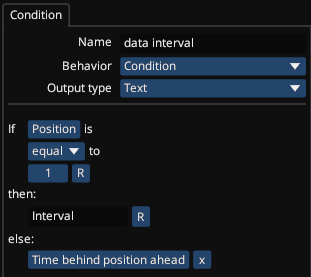 Condition
Name data interval
Behavior Condition
Output type Text
If Position is
equal to
1 R
then:
Interval R
else:
Time behind position ahead x